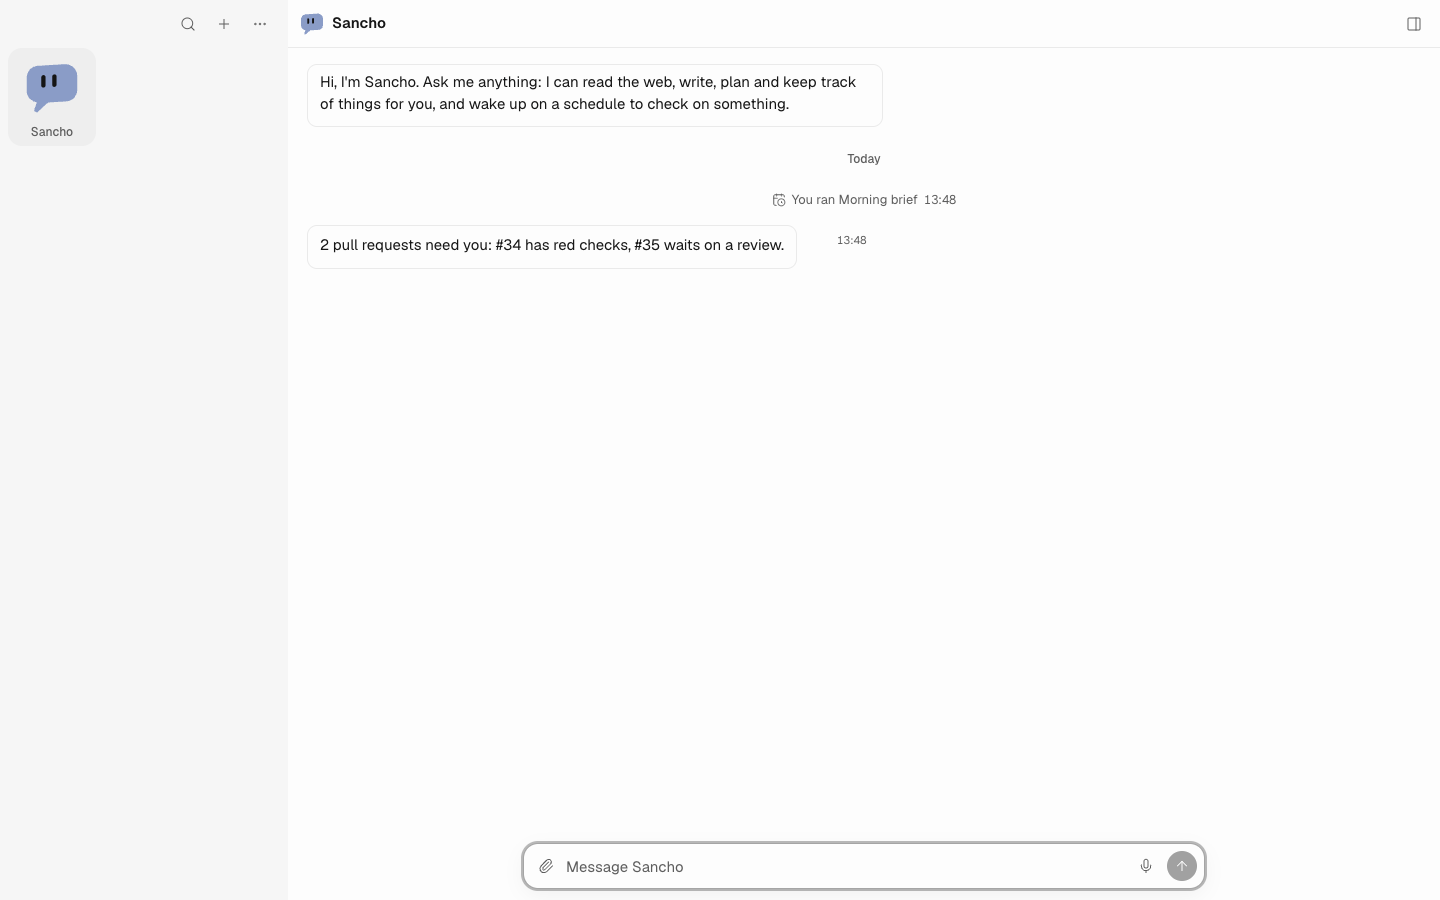 Sancho
Sancho
Hi, I'm Sancho. Ask me anything: I can read the web, write, plan and keep track
of things for you, and wake up on a schedule to check on something.
Today
You ran Morning brief 13:48
2 pull requests need you: #34 has red checks, #35 waits on a review.
13:48
Message Sancho